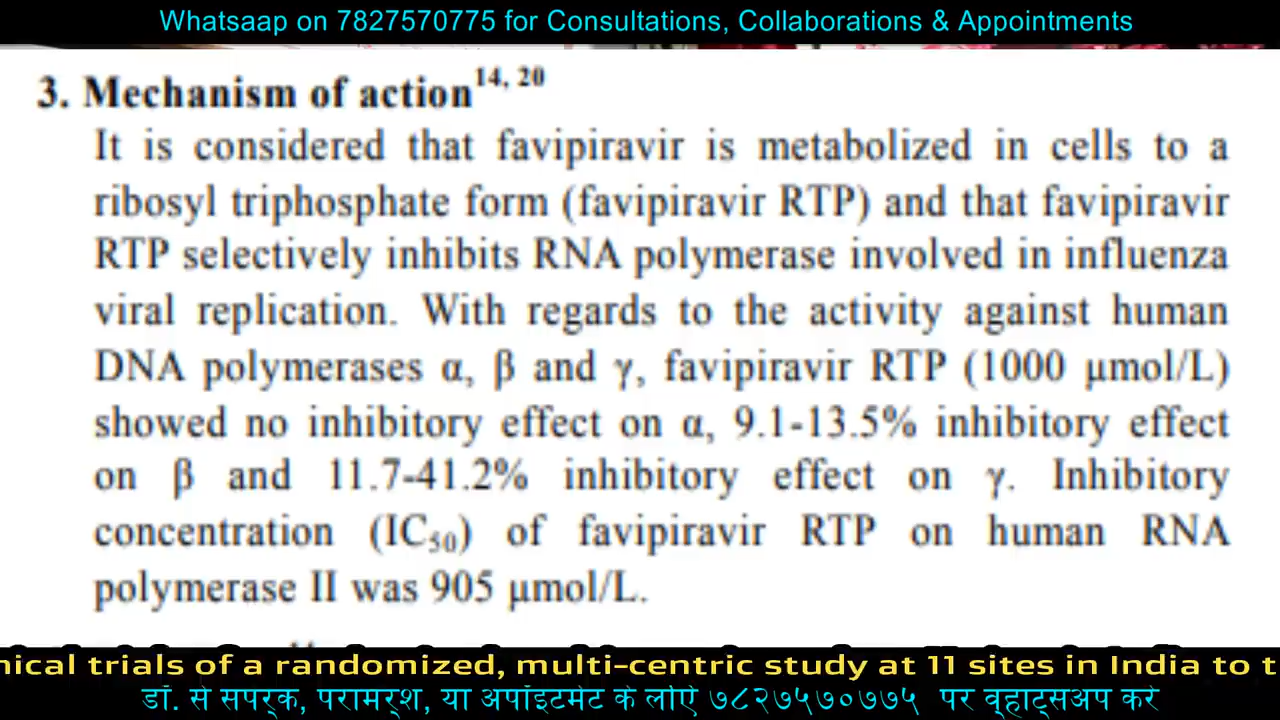 Whatsaap on 7827570775 for Consultations, Collaborations & Appointments
3. Mechanism of action14, 20
It is considered that favipiravir is metabolized in cells to a
ribosyl triphosphate form (favipiravir RTP) and that favipiravir
RTP selectively inhibits RNA polymerase involved in influenza
viral replication. With regards to the activity against human
DNA polymerases α, β and γ, favipiravir RTP (1000 μmol/L)
showed no inhibitory effect on α, 9.1-13.5% inhibitory effect
on β and 11.7-41.2% inhibitory effect on γ. Inhibitory
concentration (IC50) of favipiravir RTP on human RNA
polymerase II was 905 μmol/L.
nical trials of a randomized, multi-centric study at 11 sites in India to t
डॉ. से सपर्क, परामर्श, या अपॉइटमेट के लिए ७८२७५७०७७५ पर व्हाट्सअप करे